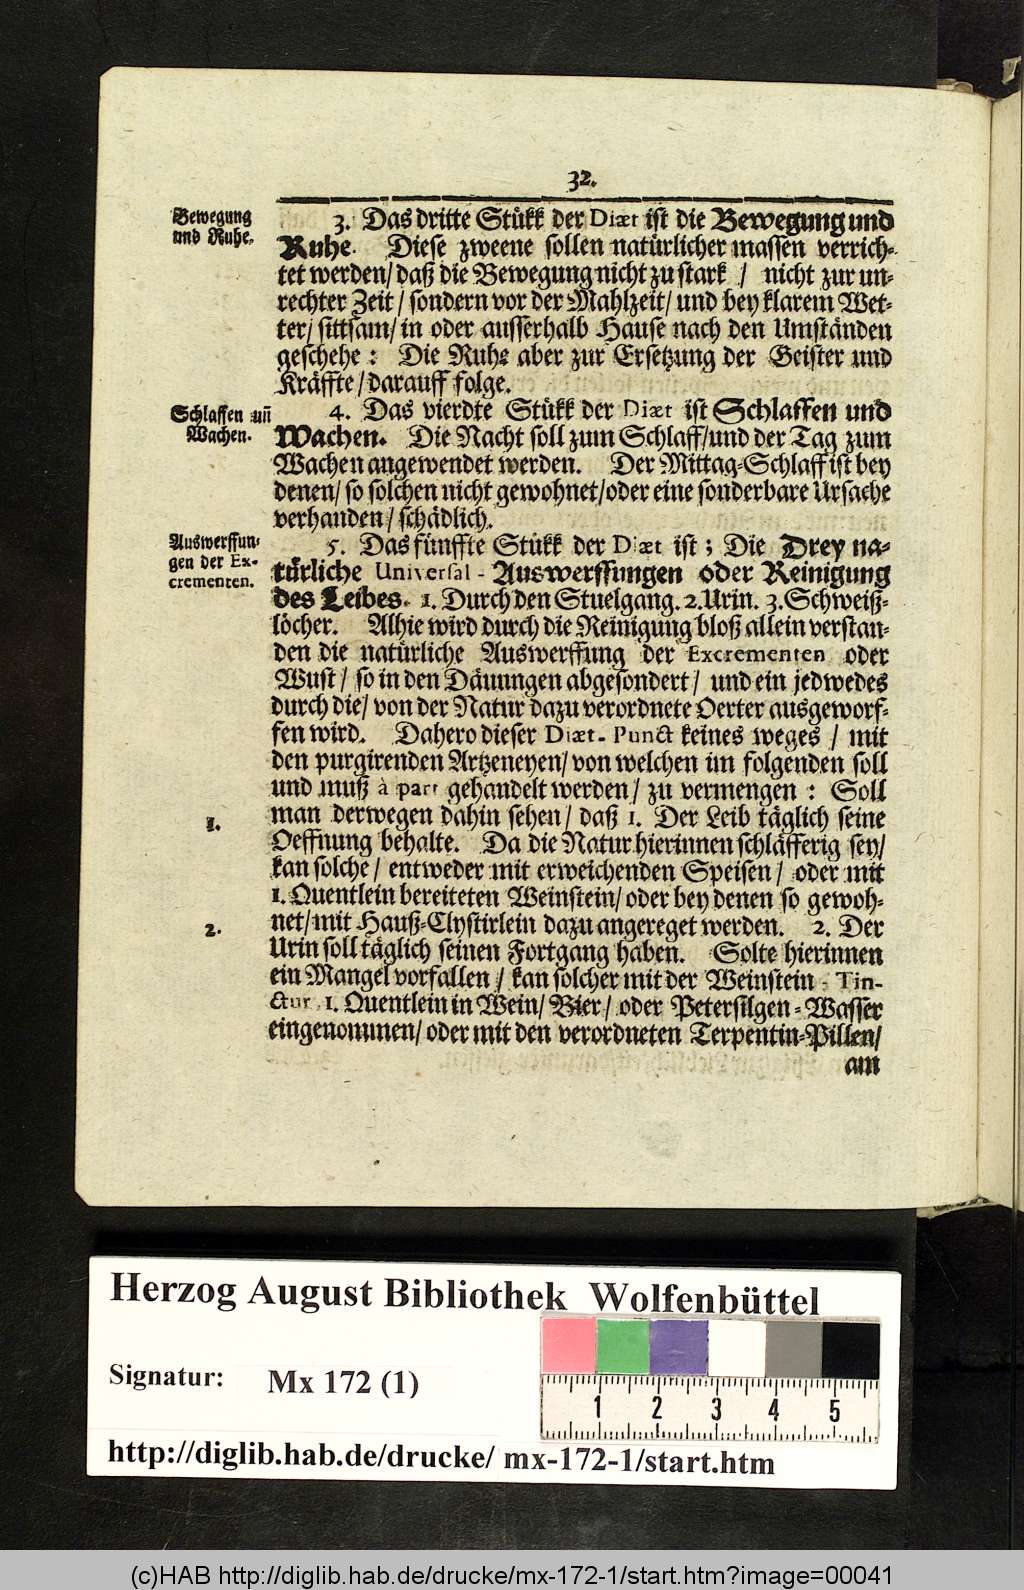 32.
Bewegung
und Ruhe.
3. Das dritte Stükk der Diæt ist die Bewegung und
Ruhe. Diese zweene sollen natürlicher massen verrich-
tet werden/ daß die Bewegung nicht zu stark / nicht zur un-
rechter Zeit / sondern vor der Mahlzeit/ und bey klarem Wet-
ter/ sittsam/ in oder ausserhalb Hause nach den Umständen
geschehe : Die Ruhe aber zur Ersetzung der Geister und
Kräffte / darauff folge.
Schlaffen uñ
Wachen.
4. Das vierdte Stükk der Diæt ist Schlaffen und
Wachen. Die Nacht soll zum Schlaff/und der Tag zum
Wachen angewendet werden. Der Mittag-Schlaff ist bey
denen/ so solchen nicht gewohnet/oder eine sonderbare Ursache
verhanden / schädlich.
Auswerffun-
gen der Ex-
crementen.
5. Das fünffte Stükk der Diæt ist ; Die Drey na-
türliche Universal - Auswerffungen oder Reinigung
des Leibes. 1. Durch den Stuelgang. 2. Urin. 3. Schweiß-
löcher. Alhie wird durch die Reinigung bloß allein verstan-
den die natürliche Auswerffung der Excrementen oder
Wust / so in den Däuungen abgesondert / und ein jedwedes
durch die/ von der Natur dazu verordnete Oerter ausgeworf-
fen wird. Dahero dieser Diæt- Punct keines weges / mit
den purgirenden Artzeneyen/ von welchen im folgenden soll
und muß à part gehandelt werden/ zu vermengen : Soll
man derwegen dahin sehen/ daß 1. Der Leib täglich seine
1.
Oeffnung behalte. Da die Natur hierinnen schläfferig sey/
kan solche / entweder mit erweichenden Speisen / oder mit
1. Quentlein bereiteten Weinstein/ oder bey denen so gewoh-
net/ mit Hauß-Clystirlein dazu angereget werden. 2. Der
2.
Urin soll täglich seinen Fortgang haben. Solte hierinnen
ein Mangel vorfallen / kan solcher mit der Weinstein - Tin-
ctur 1. Quentlein in Wein/ Bier / oder Petersilgen - Wasser
eingenommen/ oder mit den verordneten Terpentin-Pillen/
am
Herzog August Bibliothek Wolfenbüttel
Signatur: Mx 172 (1)
1 2 3 4 5
http://diglib.hab.de/drucke/ mx-172-1/start.htm
(c)HAB http://diglib.hab.de/drucke/mx-172-1/start.htm?image=00041